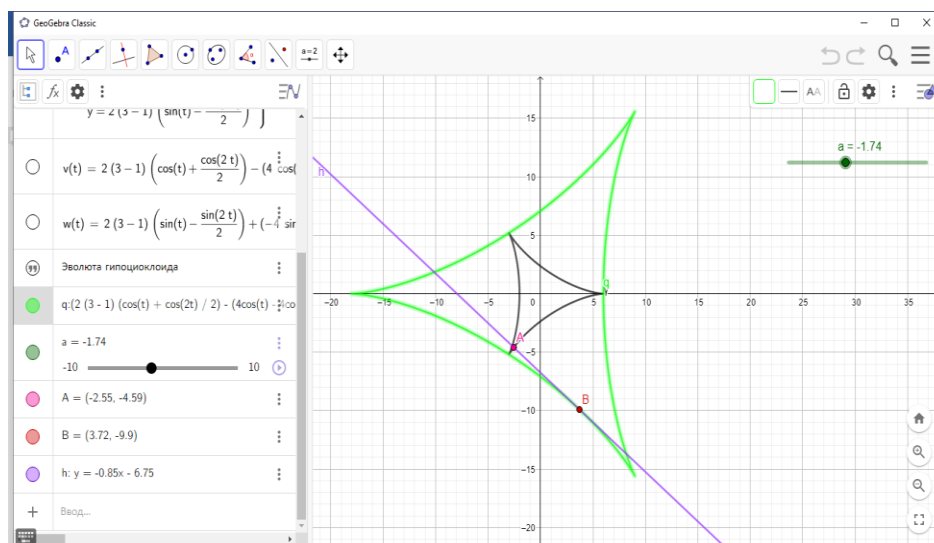 GeoGebra Classic
a=2
y = 2 (3 − 1) ( sin(t) −
2
v(t) = 2 (3 − 1) ( cos(t) + cos(2 t) / 2 ) − (4 cos(
w(t) = 2 (3 − 1) ( sin(t) − sin(2 t) / 2 ) + (−4 sin
Эволюта гипоциоклоида
q:(2 (3 - 1) (cos(t) + cos(2t) / 2) - (4cos(t) - 4co
a = -1.74
-10
10
A = (-2.55, -4.59)
B = (3.72, -9.9)
h: y = -0.85x - 6.75
Ввод...
AA
a = -1.74
h
q
A
B
15
10
5
−5
−10
−15
−20
−15
−10
−5
0
5
10
15
20
25
30
35